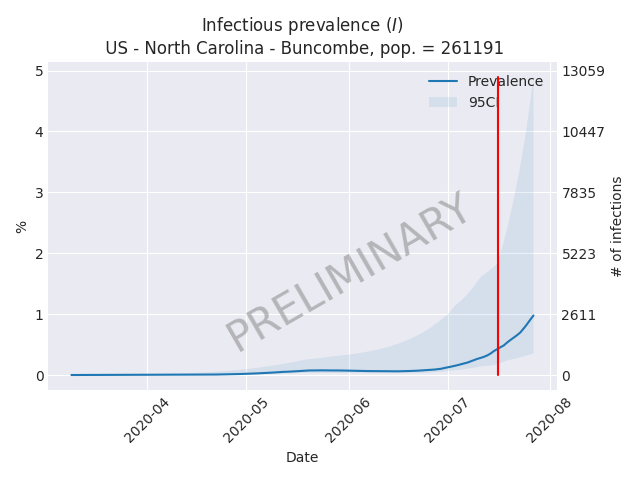 Infectious prevalence (I)
US - North Carolina - Buncombe, pop. = 261191
Prevalence
95CI
5
4
3
2
1
0
%
13059
10447
7835
5223
2611
0
# of infections
PRELIMINARY
2020-04
2020-05
2020-06
2020-07
2020-08
Date